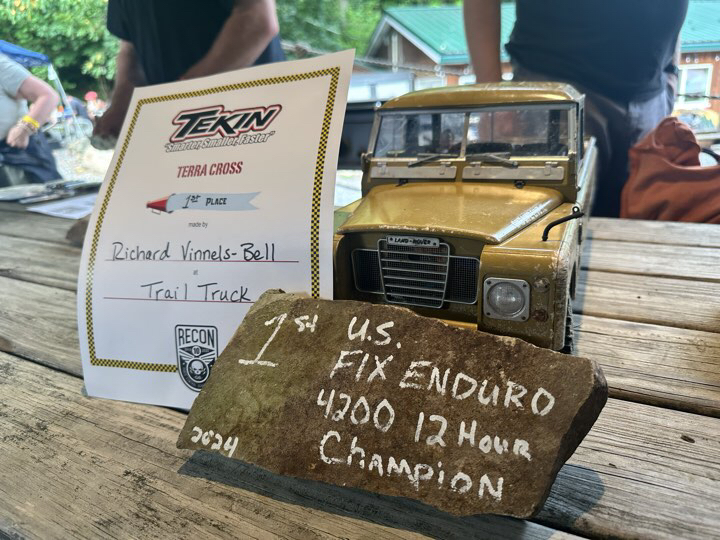 TEKIN
"Smarter-Smaller-Faster"
TERRA CROSS
1st PLACE
made by
Richard Vinnels-Bell
at
Trail Truck
RECON
LAND-ROVER
1st U.S.
FIX ENDURO
4200 12 HOUR
CHAMPION
2024